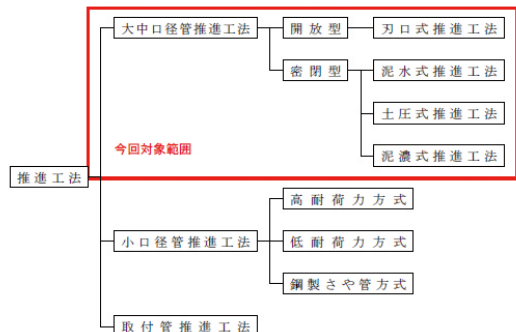 大中口径管推進工法
開放型
刃口式推進工法
密閉型
泥水式推進工法
土圧式推進工法
泥濃式推進工法
今回対象範囲
推進工法
高耐荷力方式
小口径管推進工法
低耐荷力方式
鋼製さや管方式
取付管推進工法